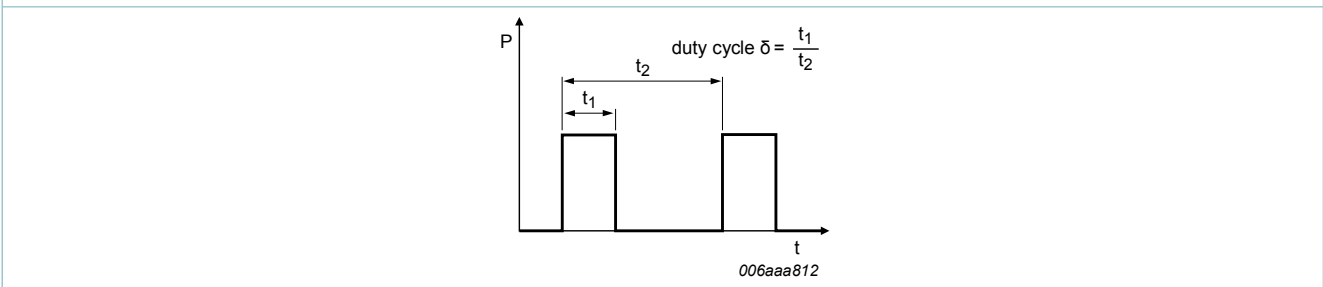 P
duty cycle δ = t1
t2
t2
t1
t
006aaa812